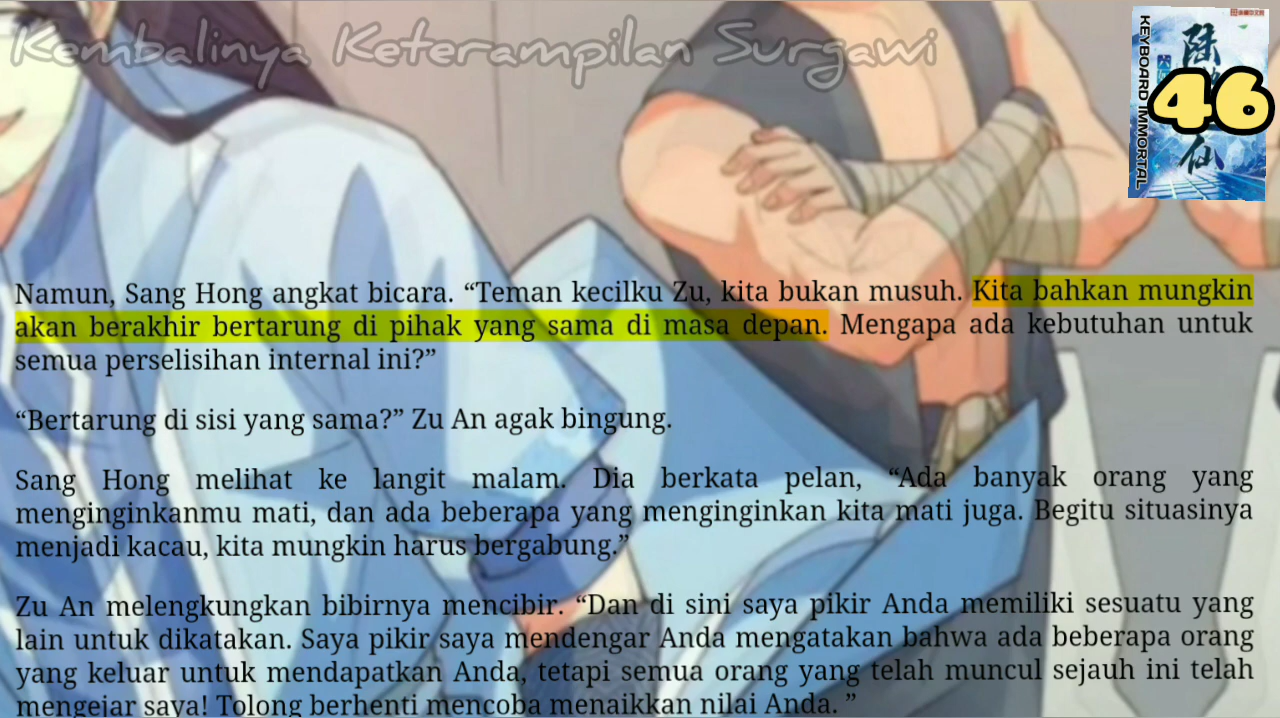 Kembalinya Keterampilan Surgawi
KEYBOARD IMMORTAL
46
Namun, Sang Hong angkat bicara. “Teman kecilku Zu, kita bukan musuh. Kita bahkan mungkin
akan berakhir bertarung di pihak yang sama di masa depan. Mengapa ada kebutuhan untuk
semua perselisihan internal ini?”
“Bertarung di sisi yang sama?” Zu An agak bingung.
Sang Hong melihat ke langit malam. Dia berkata pelan, “Ada banyak orang yang
menginginkanmu mati, dan ada beberapa yang menginginkan kita mati juga. Begitu situasinya
menjadi kacau, kita mungkin harus bergabung.”
Zu An melengkungkan bibirnya mencibir. “Dan di sini saya pikir Anda memiliki sesuatu yang
lain untuk dikatakan. Saya pikir saya mendengar Anda mengatakan bahwa ada beberapa orang
yang keluar untuk mendapatkan Anda, tetapi semua orang yang telah muncul sejauh ini telah
mengejar saya! Tolong berhenti mencoba menaikkan nilai Anda. ”